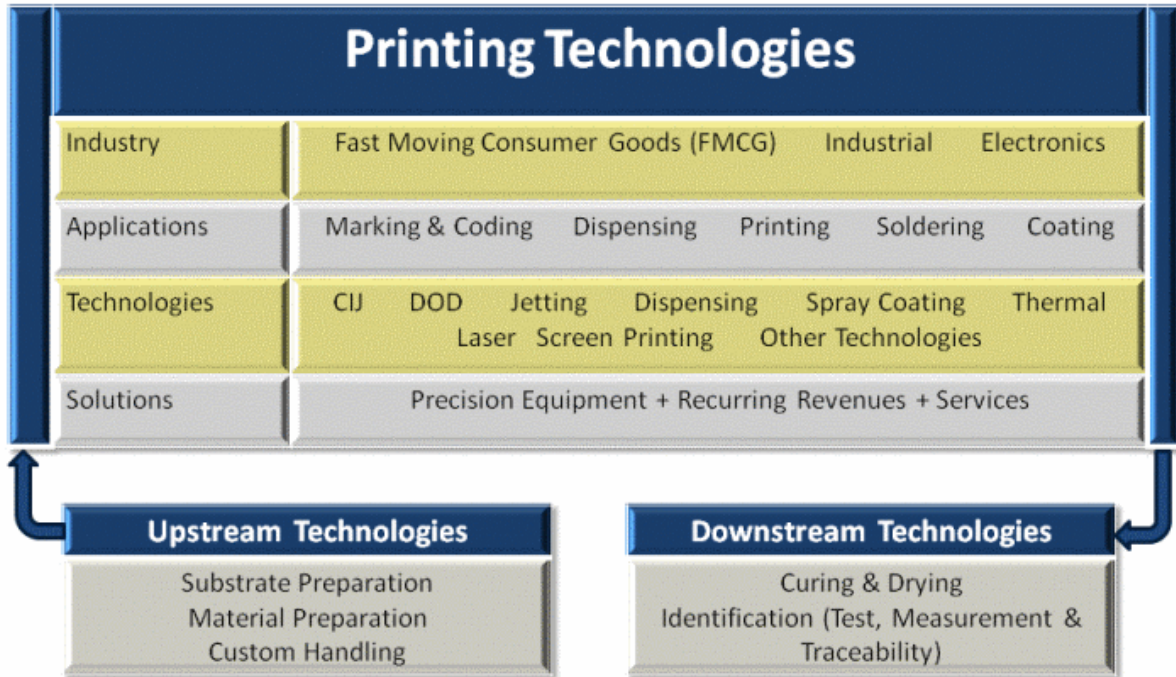 Printing Technologies
Industry
Fast Moving Consumer Goods (FMCG) Industrial Electronics
Applications
Marking & Coding Dispensing Printing Soldering Coating
Technologies
CIJ DOD Jetting Dispensing Spray Coating Thermal
Laser Screen Printing Other Technologies
Solutions
Precision Equipment + Recurring Revenues + Services
Upstream Technologies
Substrate Preparation
Material Preparation
Custom Handling
Downstream Technologies
Curing & Drying
Identification (Test, Measurement &
Traceability)